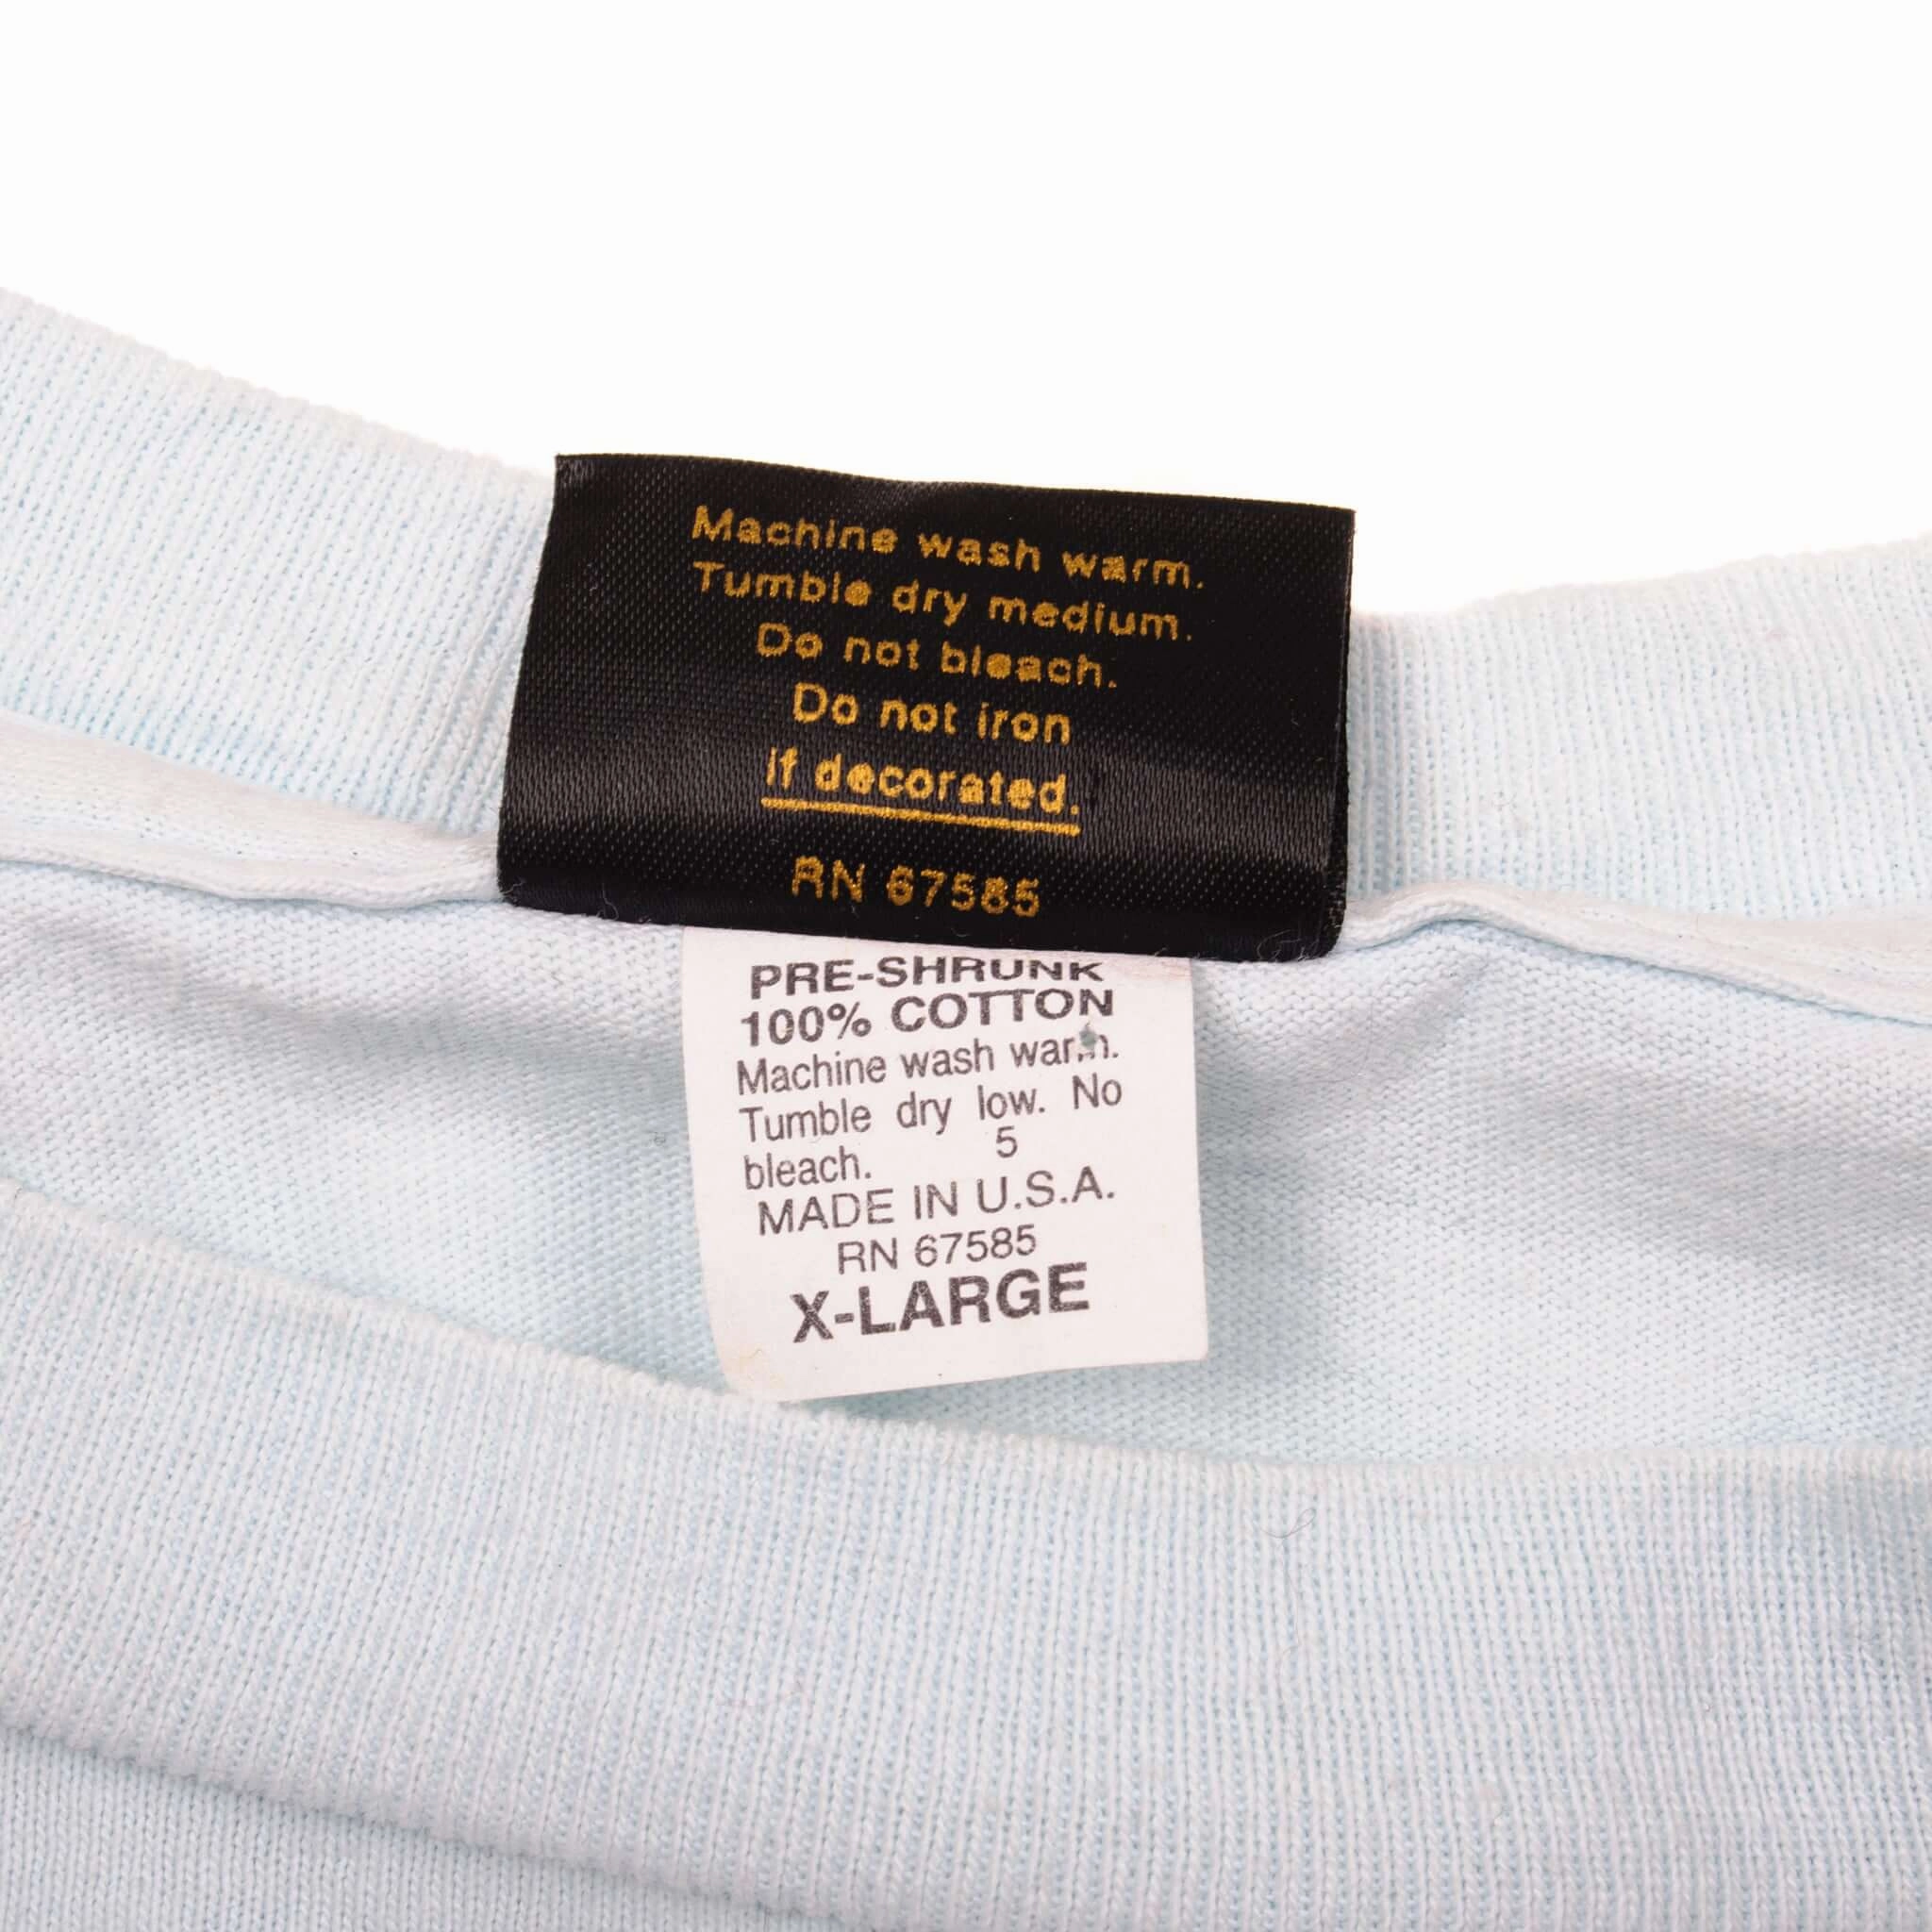 Machine wash warm.
Tumble dry medium.
Do not bleach.
Do not iron
if decorated.
RN 67585
PRE-SHRUNK
100% COTTON
Machine wash warm.
Tumble dry low. No
bleach. 5
MADE IN U.S.A.
RN 67585
X-LARGE